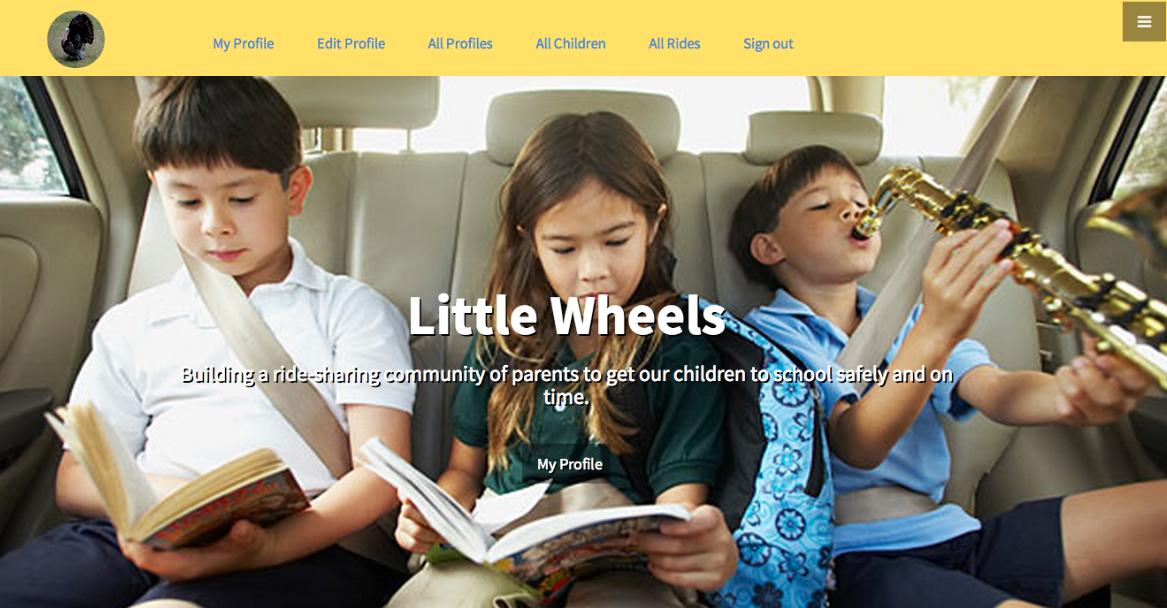 My Profile Edit Profile All Profiles All Children All Rides Sign out
Little Wheels
Building a ride-sharing community of parents to get our children to school safely and on
time.
My Profile